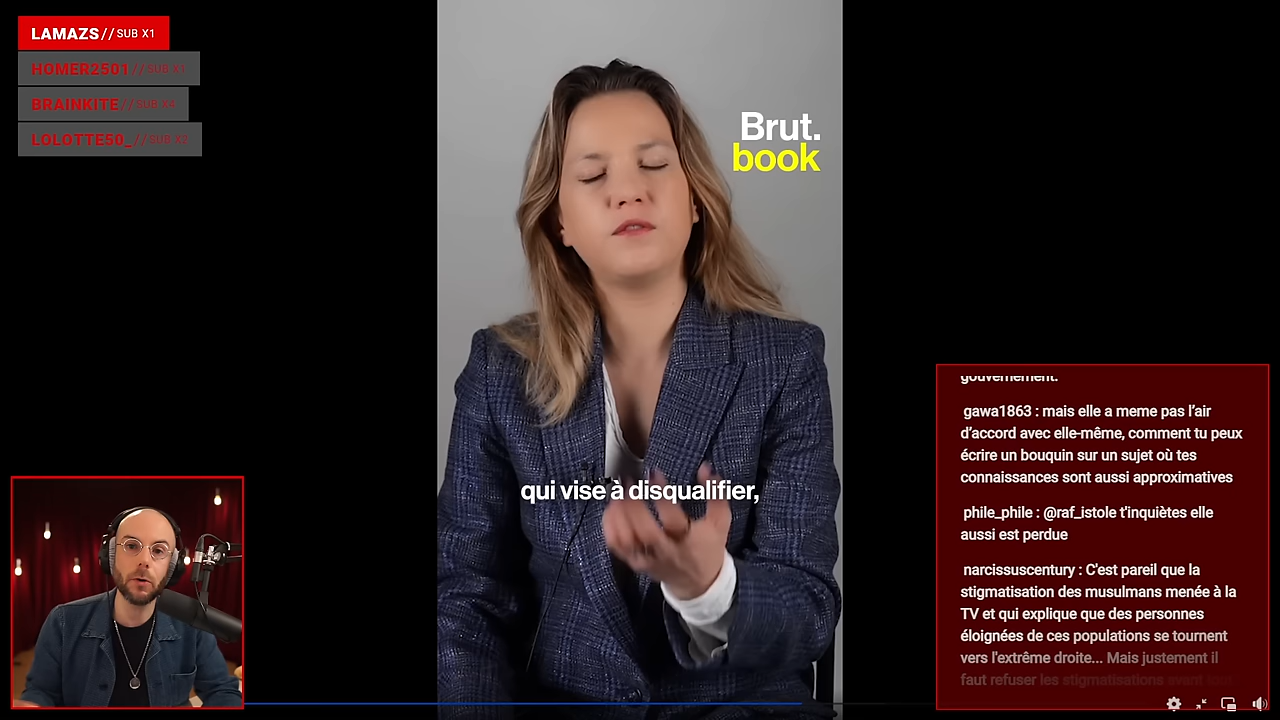 LAMAZS // SUB X1
HOMER2501 // SUB X1
BRAINKITE // SUB X4
LOLOTTE50_ // SUB X2
Brut.
book
qui vise à disqualifier,
gouvernement.
gawa1863 : mais elle a meme pas l'air
d'accord avec elle-même, comment tu peux
écrire un bouquin sur un sujet où tes
connaissances sont aussi approximatives
phile_phile : @raf_istole t'inquiètes elle
aussi est perdue
narcissuscentury : C'est pareil que la
stigmatisation des musulmans menée à la
TV et qui explique que des personnes
éloignées de ces populations se tournent
vers l'extrême droite... Mais justement il
faut refuser les stigmatisations avant